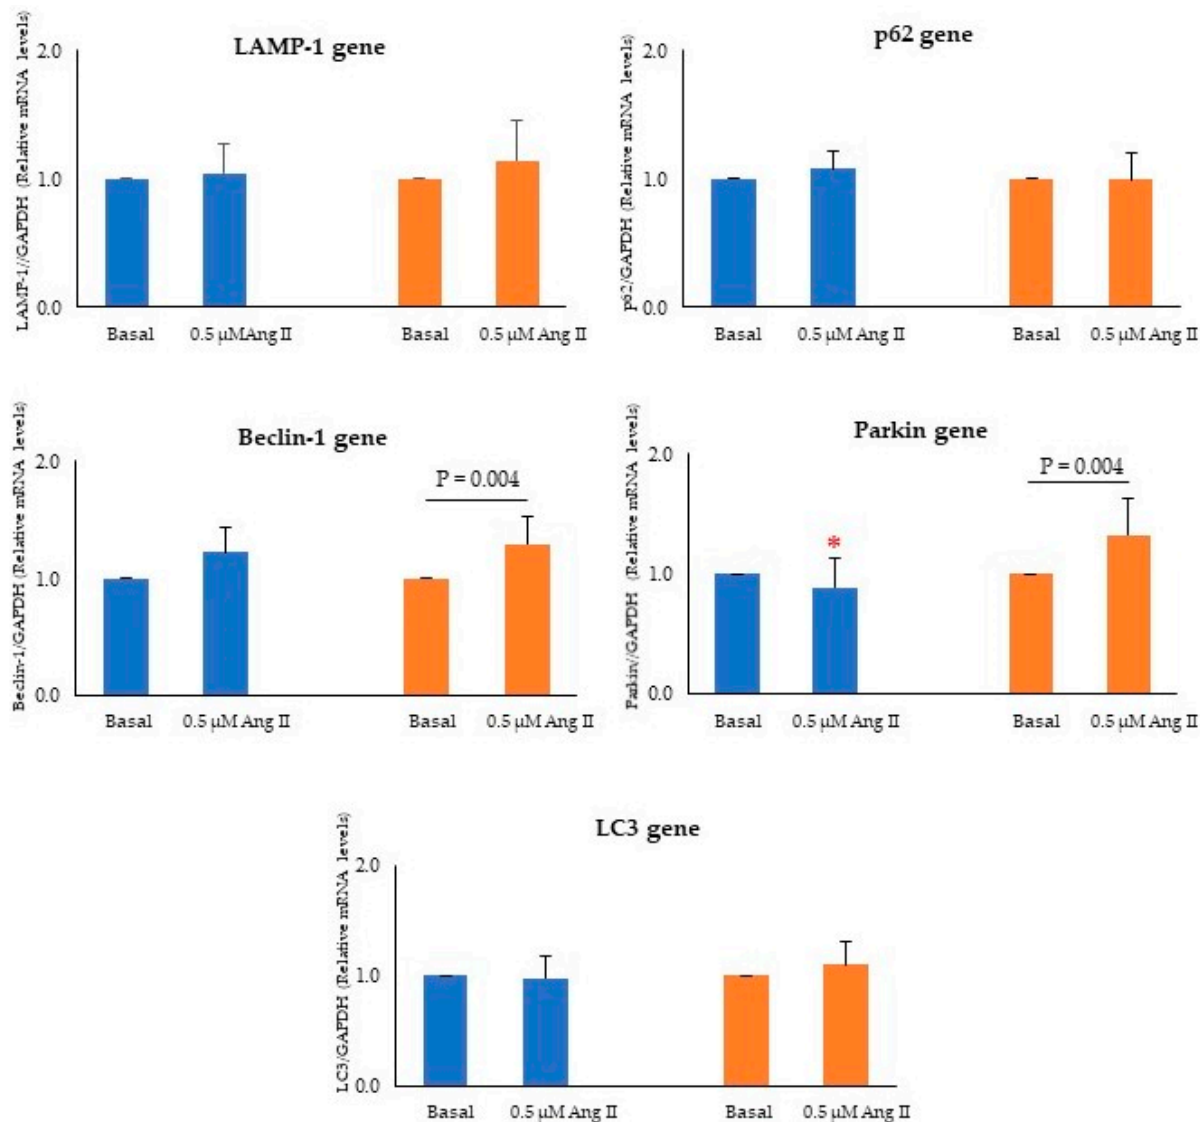 LAMP-1 gene
LAMP-1//GAPDH (Relative mRNA levels)
2.0
1.0
0.0
Basal
0.5 μMAng II
Basal
0.5 μM Ang II
p62 gene
p62/GAPDH (Relative mRNA levels)
2.0
1.0
0.0
Basal
0.5 μM Ang II
Basal
0.5 μM Ang II
Beclin-1 gene
Beclin-1/GAPDH (Relative mRNA levels)
2.0
1.0
0.0
P = 0.004
Basal
0.5 μM Ang II
Basal
0.5 μM Ang II
Parkin gene
Parkin//GAPDH (Relative mRNA levels)
2.0
1.0
0.0
*
P = 0.004
Basal
0.5 μM Ang II
Basal
0.5 μM Ang II
LC3 gene
LC3/GAPDH (Relative mRNA levels)
2.0
1.0
0.0
Basal
0.5 μM Ang II
Basal
0.5 μM Ang II